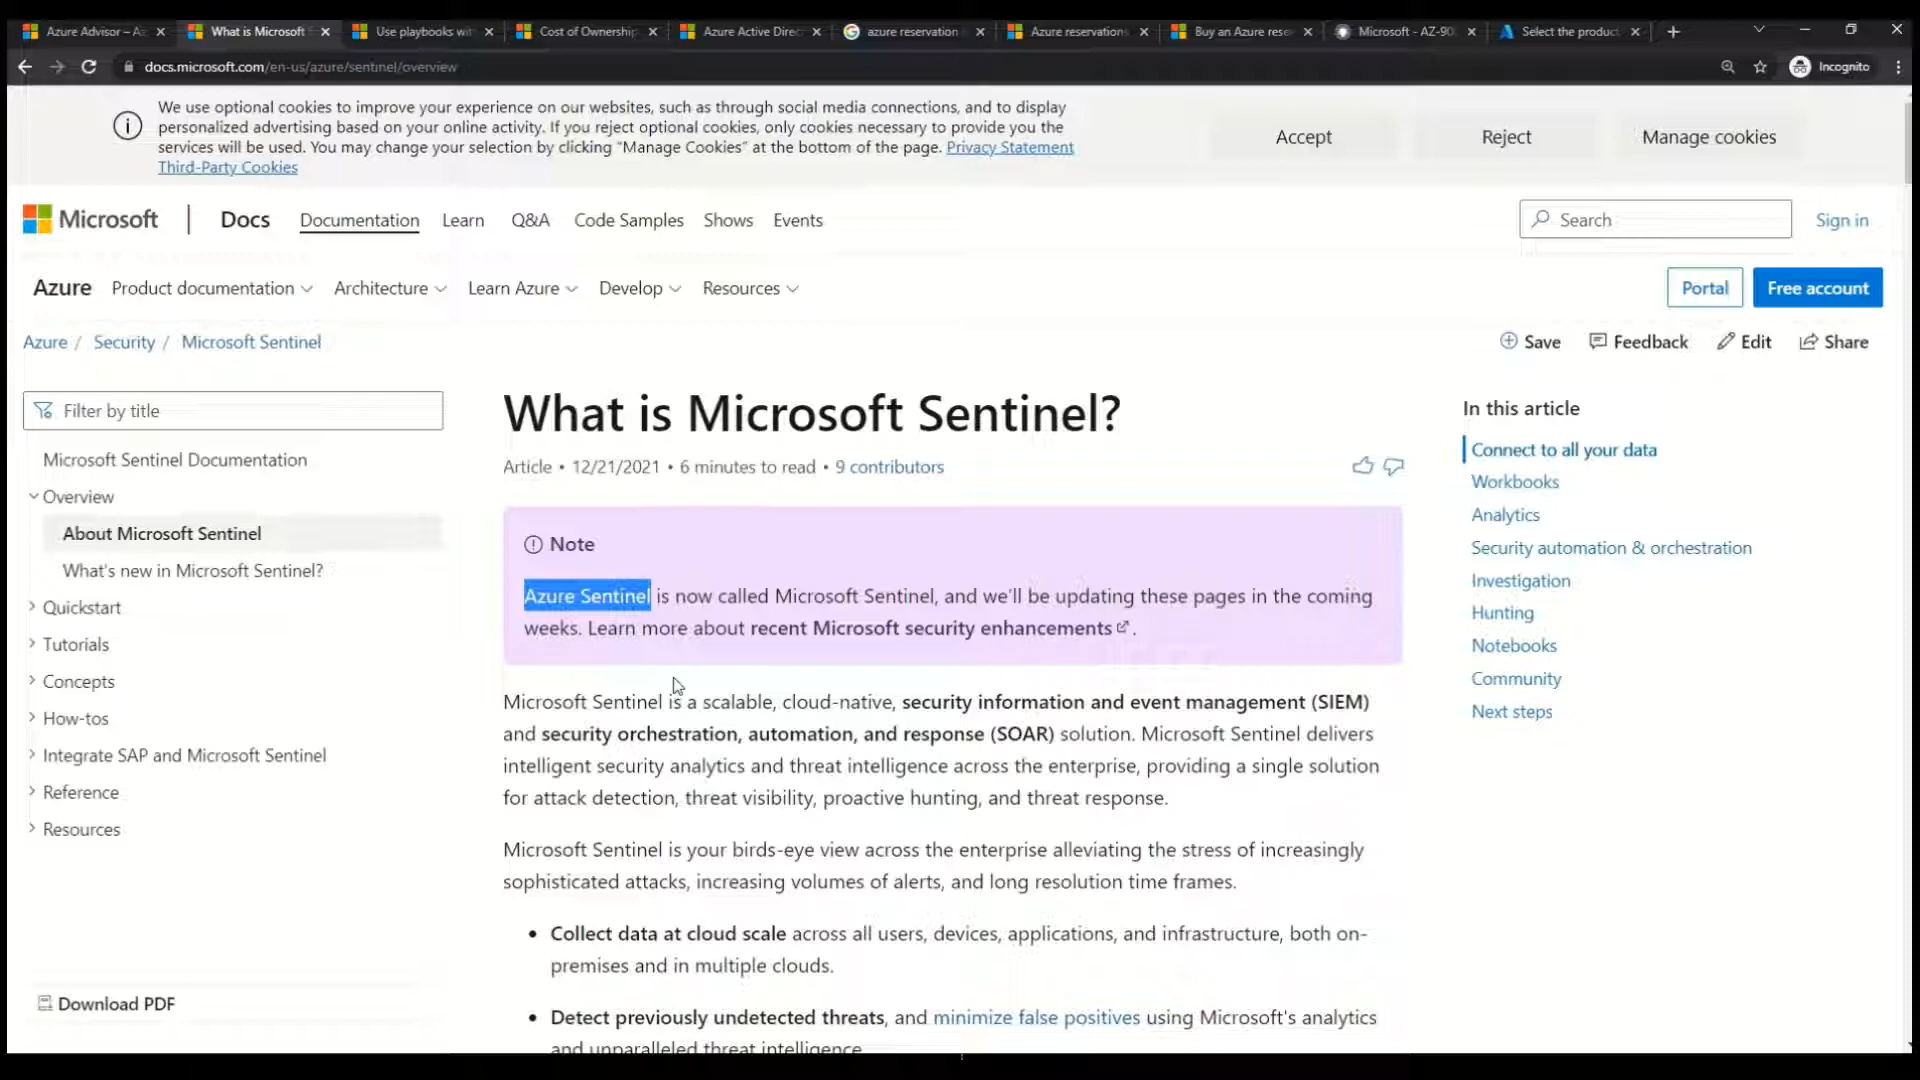 Azure Advisor – Az
What is Microsoft
Use playbooks wit
Cost of Ownership
Azure Active Direc
azure reservation
Azure reservations
Buy an Azure rese
Microsoft - AZ-90
Select the product
docs.microsoft.com/en-us/azure/sentinel/overview
Incognito
We use optional cookies to improve your experience on our websites, such as through social media connections, and to display
personalized advertising based on your online activity. If you reject optional cookies, only cookies necessary to provide you the
services will be used. You may change your selection by clicking “Manage Cookies” at the bottom of the page. Privacy Statement
Third-Party Cookies
Accept
Reject
Manage cookies
Microsoft
Docs
Documentation
Learn
Q&A
Code Samples
Shows
Events
Search
Sign in
Azure
Product documentation
Architecture
Learn Azure
Develop
Resources
Portal
Free account
Azure / Security / Microsoft Sentinel
Save
Feedback
Edit
Share
Filter by title
Microsoft Sentinel Documentation
Overview
About Microsoft Sentinel
What's new in Microsoft Sentinel?
Quickstart
Tutorials
Concepts
How-tos
Integrate SAP and Microsoft Sentinel
Reference
Resources
Download PDF
What is Microsoft Sentinel?
Article • 12/21/2021 • 6 minutes to read • 9 contributors
Note
Azure Sentinel is now called Microsoft Sentinel, and we’ll be updating these pages in the coming
weeks. Learn more about recent Microsoft security enhancements.
Microsoft Sentinel is a scalable, cloud-native, security information and event management (SIEM)
and security orchestration, automation, and response (SOAR) solution. Microsoft Sentinel delivers
intelligent security analytics and threat intelligence across the enterprise, providing a single solution
for attack detection, threat visibility, proactive hunting, and threat response.
Microsoft Sentinel is your birds-eye view across the enterprise alleviating the stress of increasingly
sophisticated attacks, increasing volumes of alerts, and long resolution time frames.
• Collect data at cloud scale across all users, devices, applications, and infrastructure, both on-
premises and in multiple clouds.
• Detect previously undetected threats, and minimize false positives using Microsoft's analytics
and unparalleled threat intelligence.
In this article
Connect to all your data
Workbooks
Analytics
Security automation & orchestration
Investigation
Hunting
Notebooks
Community
Next steps